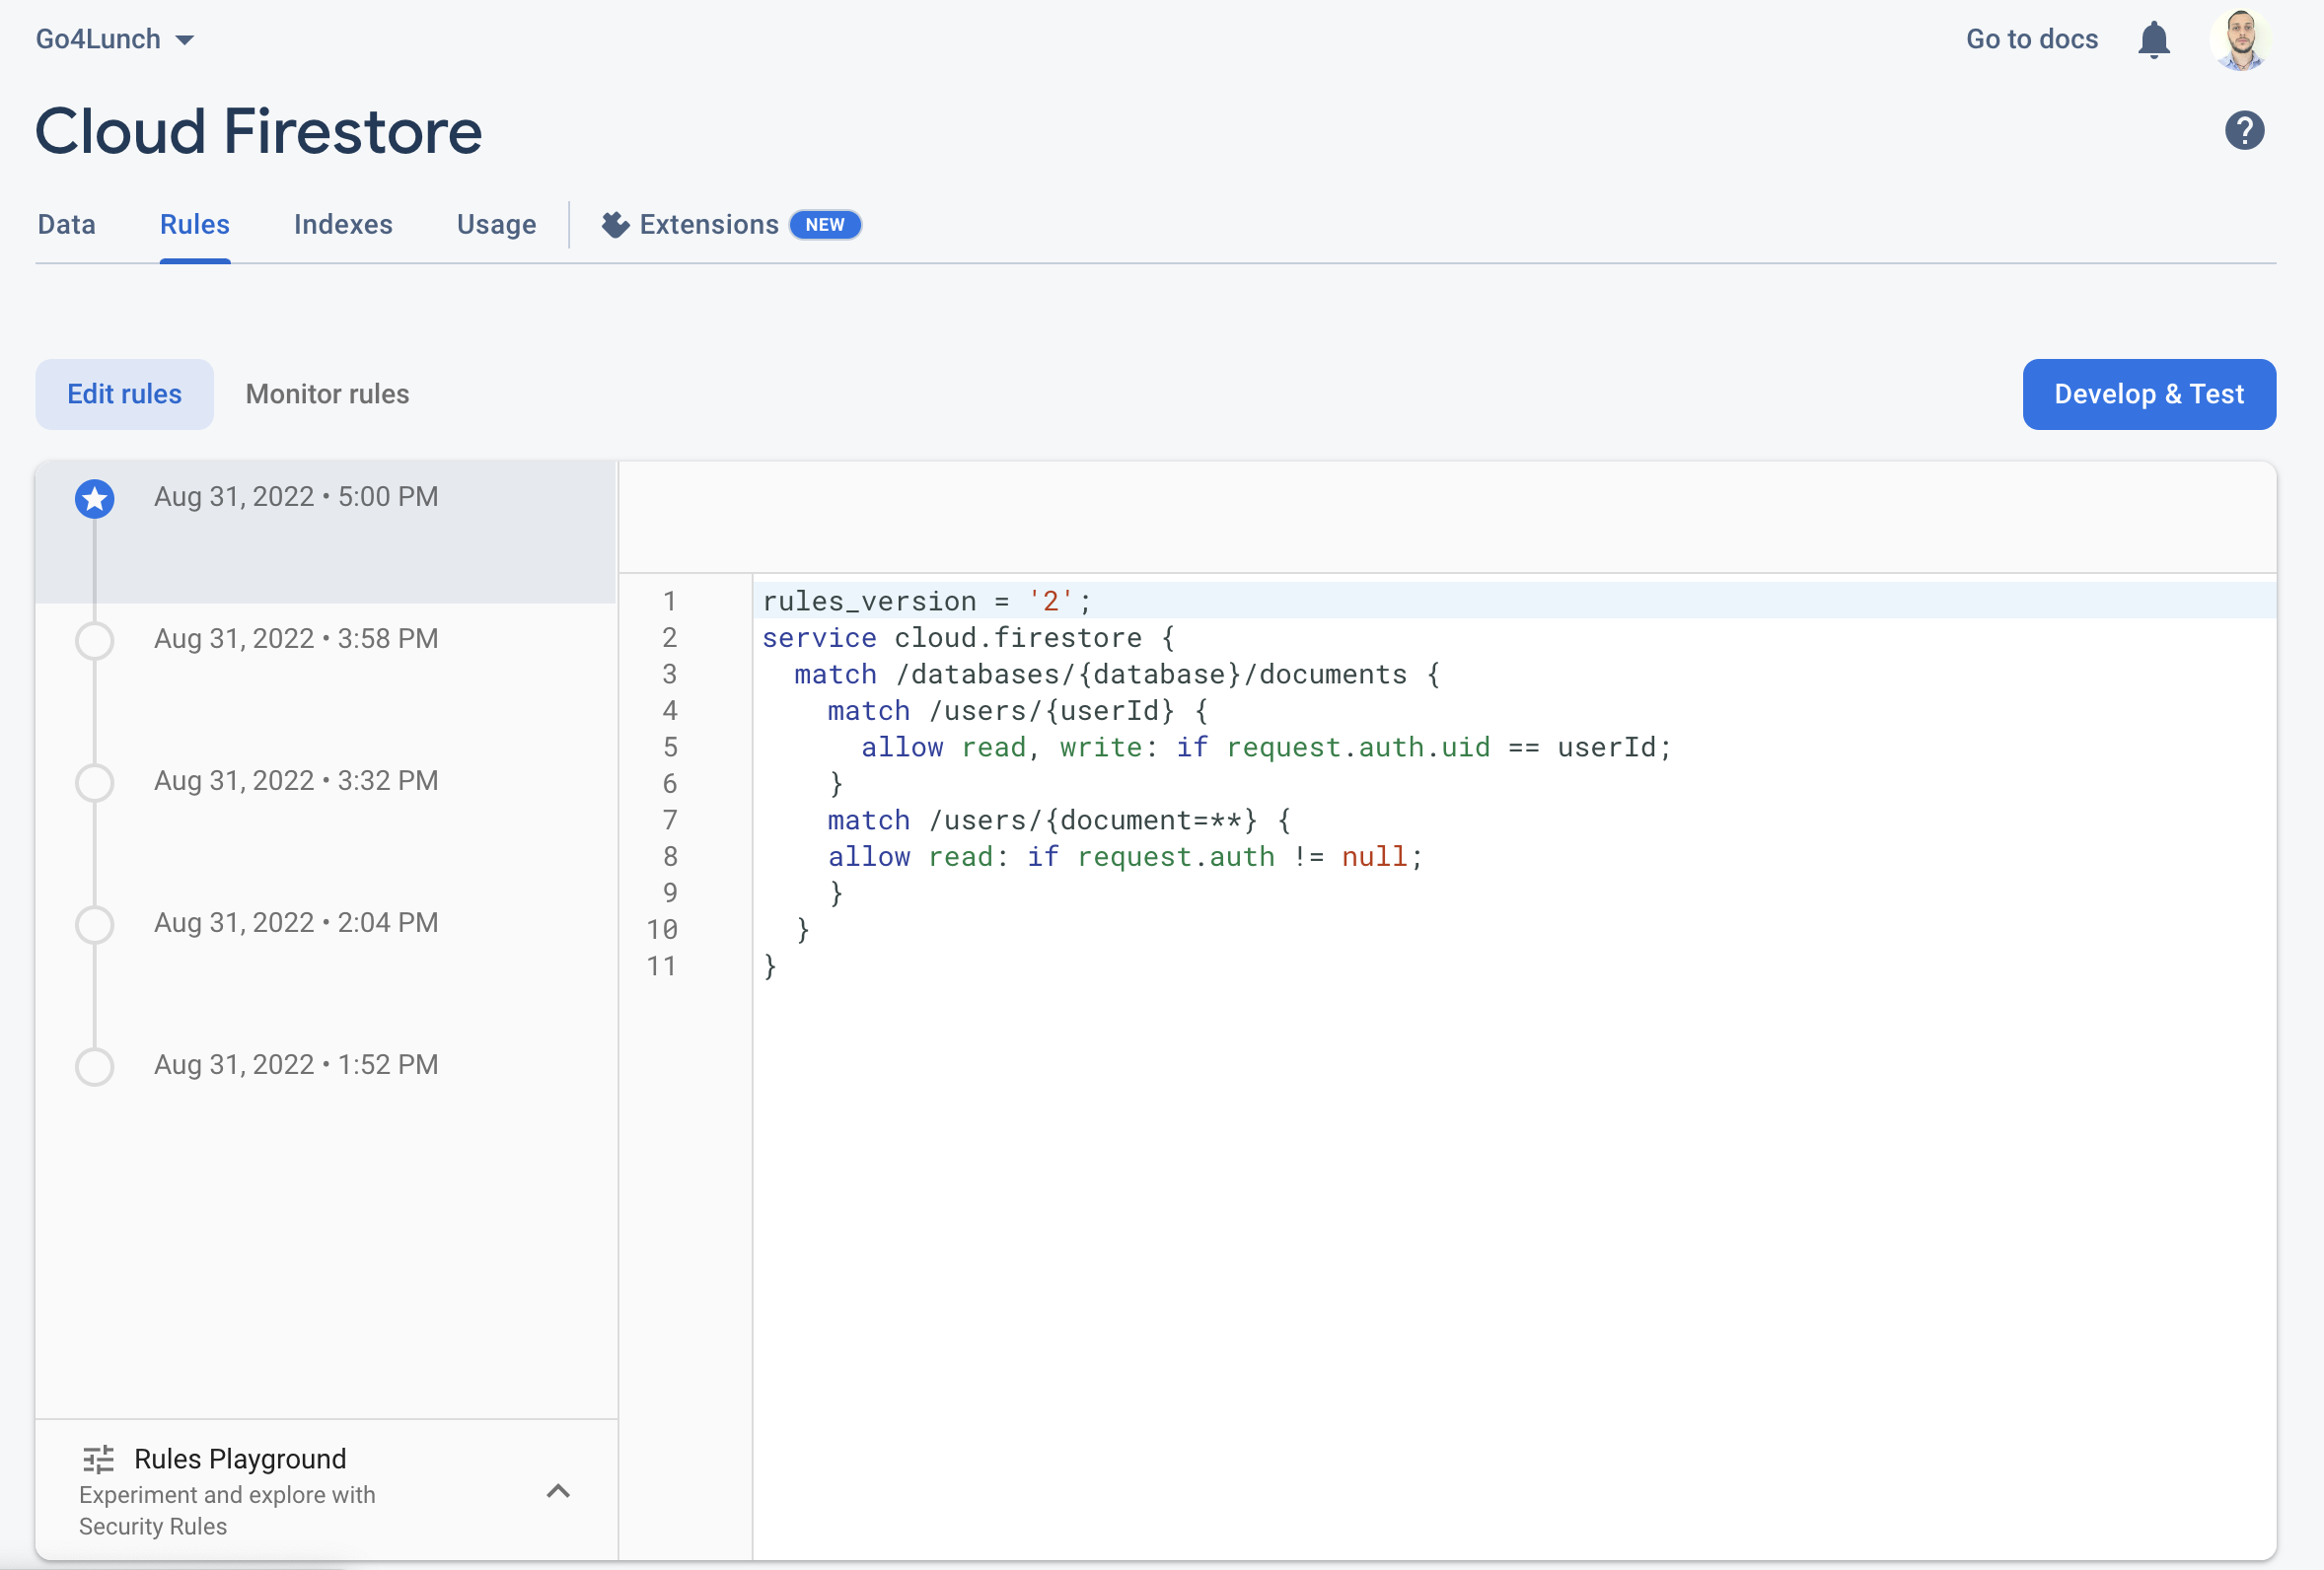 Go4Lunch
Go to docs
Cloud Firestore
Data Rules Indexes Usage Extensions NEW
Edit rules Monitor rules Develop & Test
Aug 31, 2022 • 5:00 PM
Aug 31, 2022 • 3:58 PM
Aug 31, 2022 • 3:32 PM
Aug 31, 2022 • 2:04 PM
Aug 31, 2022 • 1:52 PM
1 rules_version = '2';
2 service cloud.firestore {
3   match /databases/{database}/documents {
4     match /users/{userId} {
5       allow read, write: if request.auth.uid == userId;
6     }
7     match /users/{document=**} {
8     allow read: if request.auth != null;
9     }
10   }
11 }
Rules Playground
Experiment and explore with
Security Rules